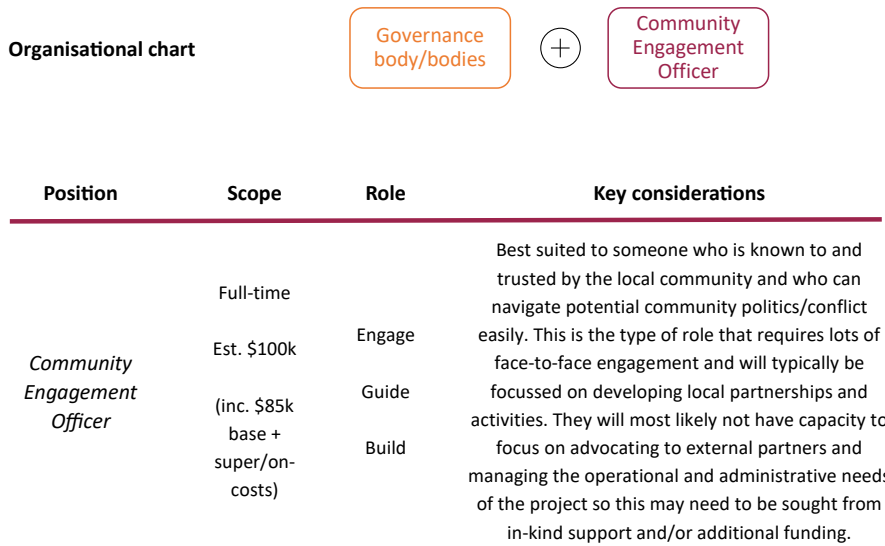 Organisational chart
Governance
body/bodies
+
Community
Engagement
Officer
Position Scope Role Key considerations
Community
Engagement
Officer
Full-time
Est. $100k
(inc. $85k
base +
super/on-
costs)
Engage
Guide
Build
Best suited to someone who is known to and
trusted by the local community and who can
navigate potential community politics/conflict
easily. This is the type of role that requires lots of
face-to-face engagement and will typically be
focussed on developing local partnerships and
activities. They will most likely not have capacity to
focus on advocating to external partners and
managing the operational and administrative needs
of the project so this may need to be sought from
in-kind support and/or additional funding.